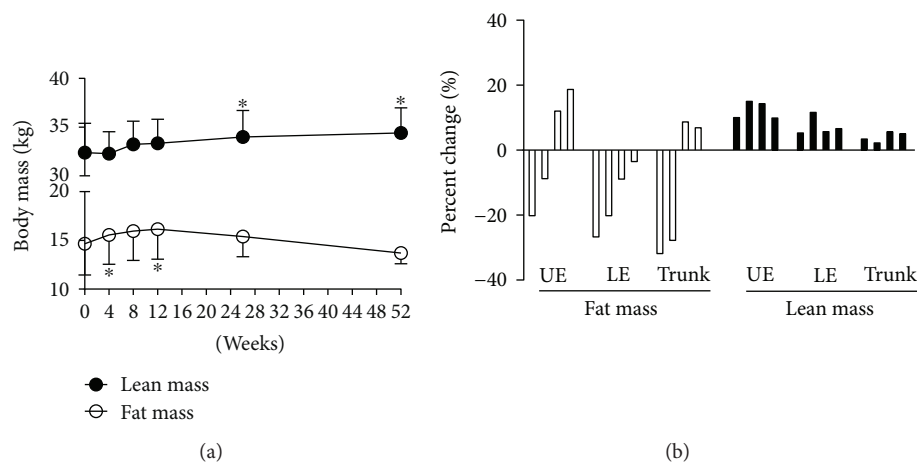 40
35
30
20
15
10
Body mass (kg)
*
*
*
*
0 4 8 12 16 20 24 28 32 36 40 44 48 52
(Weeks)
Lean mass
Fat mass
(a)
40
20
0
−20
−40
Percent change (%)
UE LE Trunk UE LE Trunk
Fat mass Lean mass
(b)